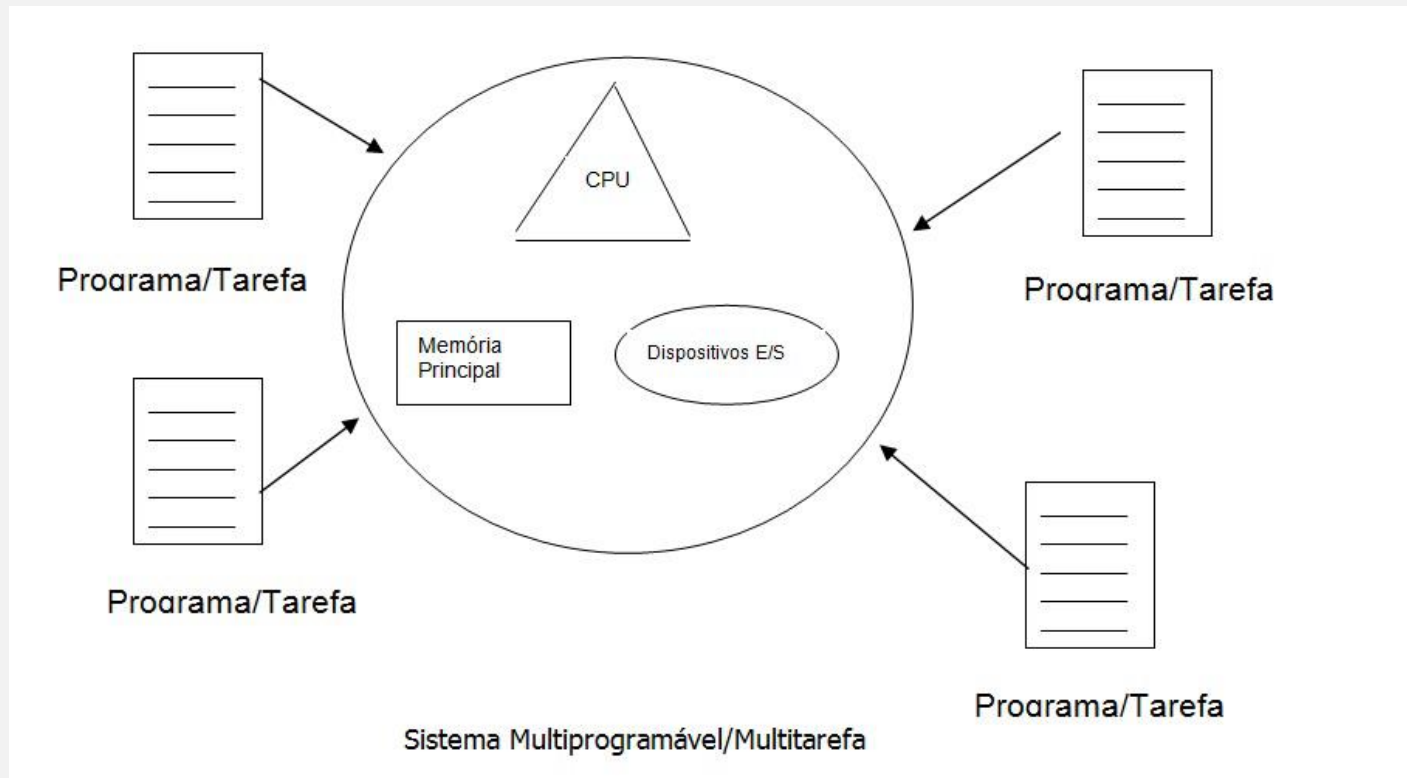 CPU
Programa/Tarefa
Programa/Tarefa
Memória
Principal
Dispositivos E/S
Programa/Tarefa
Programa/Tarefa
Sistema Multiprogramável/Multitarefa